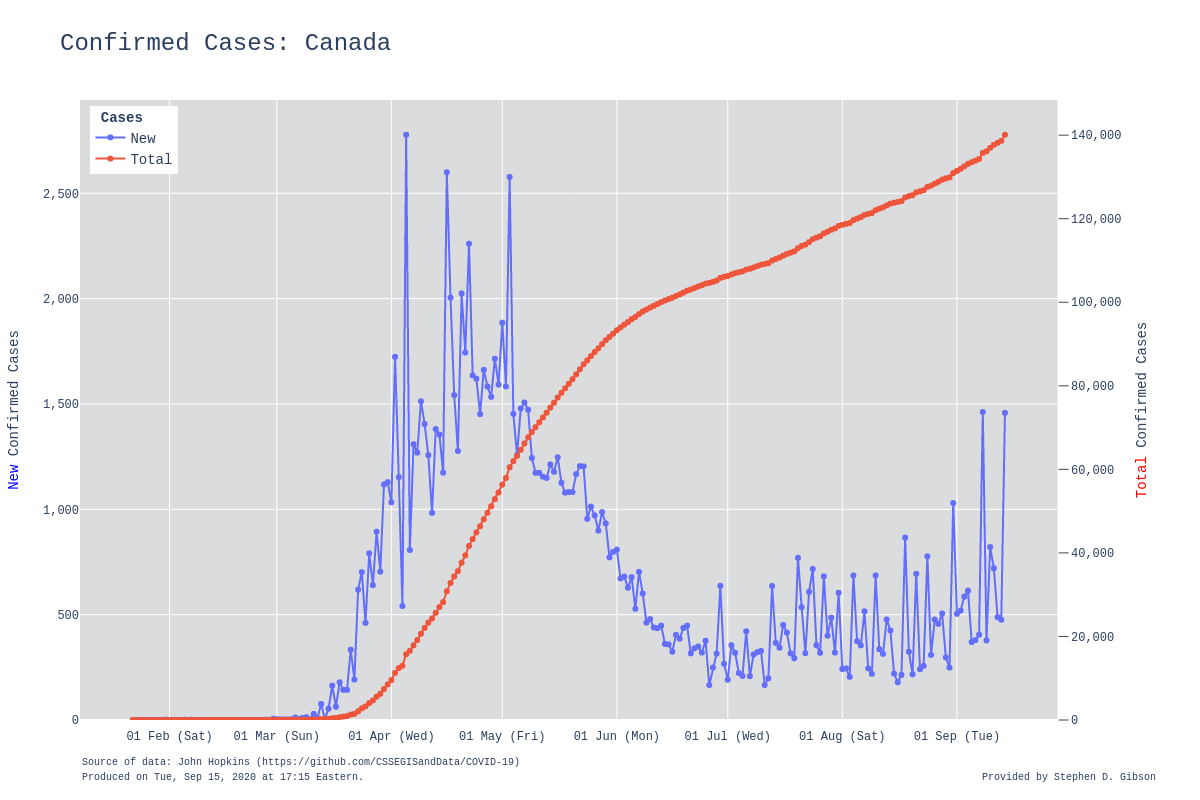 Confirmed Cases: Canada
Cases
New
Total
2,500
2,000
1,500
1,000
500
0
140,000
120,000
100,000
80,000
60,000
40,000
20,000
0
New Confirmed Cases
Total Confirmed Cases
01 Feb (Sat)
01 Mar (Sun)
01 Apr (Wed)
01 May (Fri)
01 Jun (Mon)
01 Jul (Wed)
01 Aug (Sat)
01 Sep (Tue)
Source of data: John Hopkins (https://github.com/CSSEGISandData/COVID-19)
Produced on Tue, Sep 15, 2020 at 17:15 Eastern.
Provided by Stephen D. Gibson